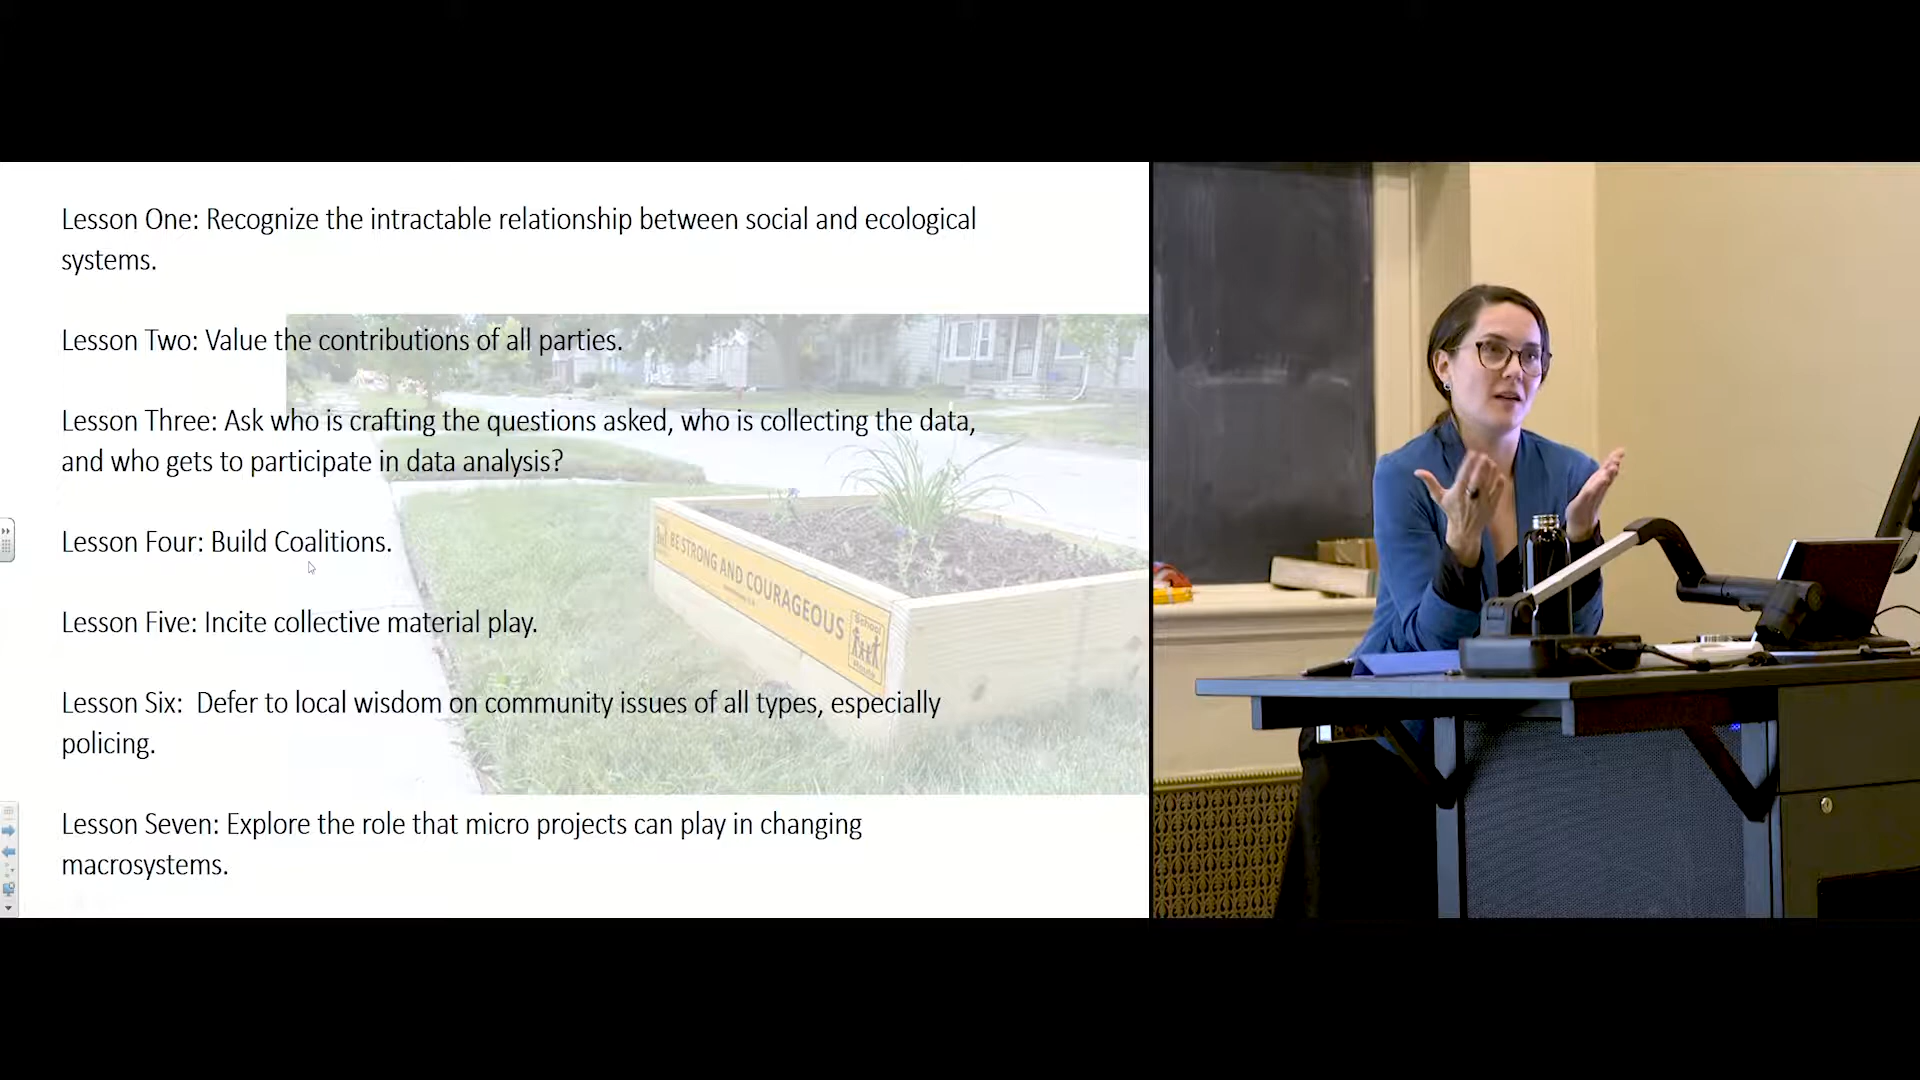 Lesson One: Recognize the intractable relationship between social and ecological
systems.
Lesson Two: Value the contributions of all parties.
Lesson Three: Ask who is crafting the questions asked, who is collecting the data,
and who gets to participate in data analysis?
Lesson Four: Build Coalitions.
BE STRONG AND COURAGEOUS
School
Lesson Five: Incite collective material play.
Lesson Six:  Defer to local wisdom on community issues of all types, especially
policing.
Lesson Seven: Explore the role that micro projects can play in changing
macrosystems.